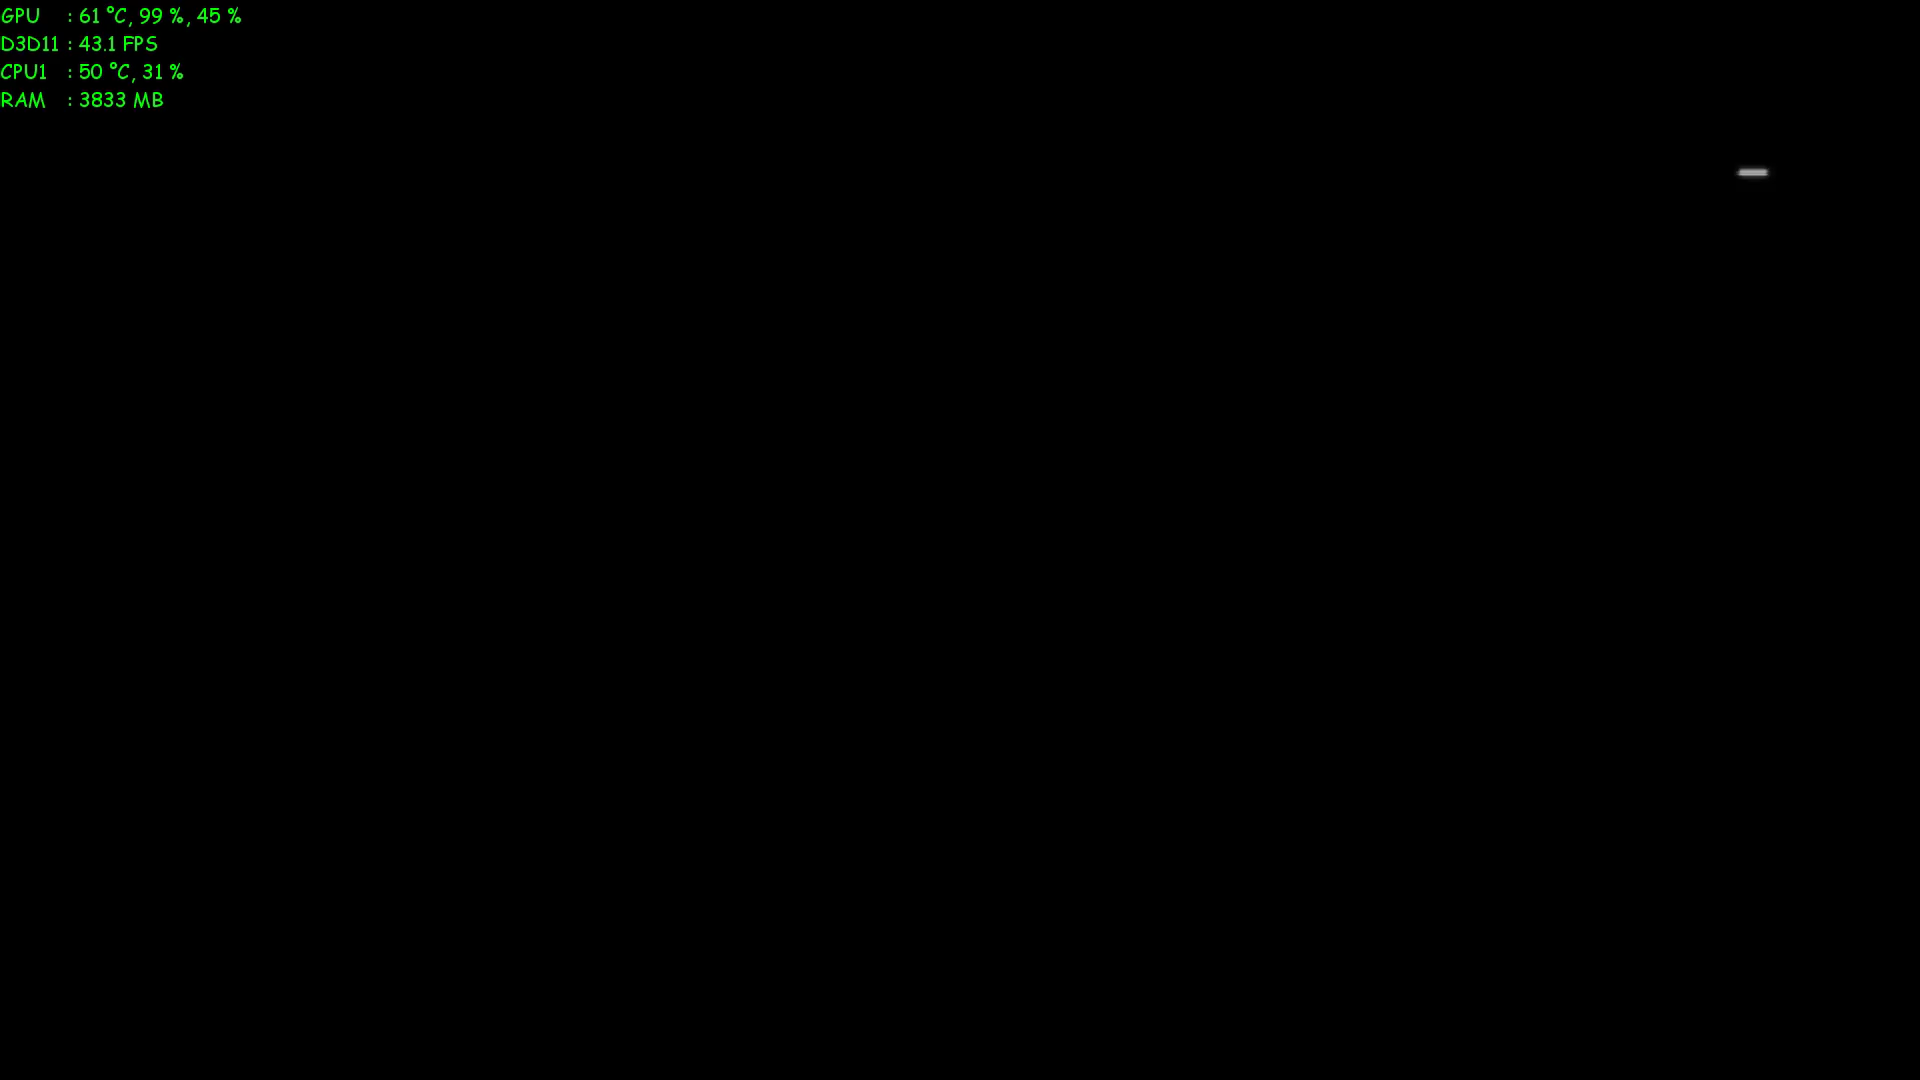 GPU : 61 °C, 99 %, 45 %
D3D11 : 43.1 FPS
CPU1 : 50 °C, 31 %
RAM : 3833 MB